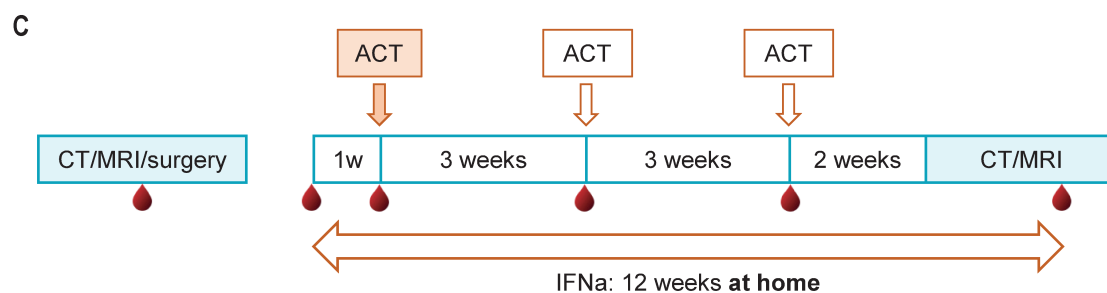 C
ACT
ACT
ACT
CT/MRI/surgery
1w
3 weeks
3 weeks
2 weeks
CT/MRI
IFNa: 12 weeks at home